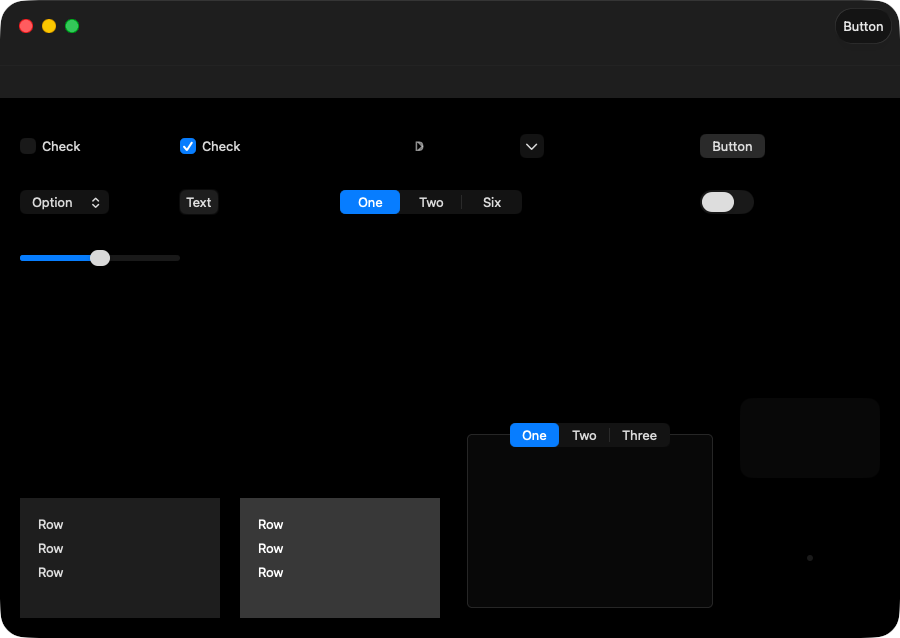 Button
Check
Check
Button
Option
Text
One Two Six
One Two Three
Row
Row
Row
Row
Row
Row